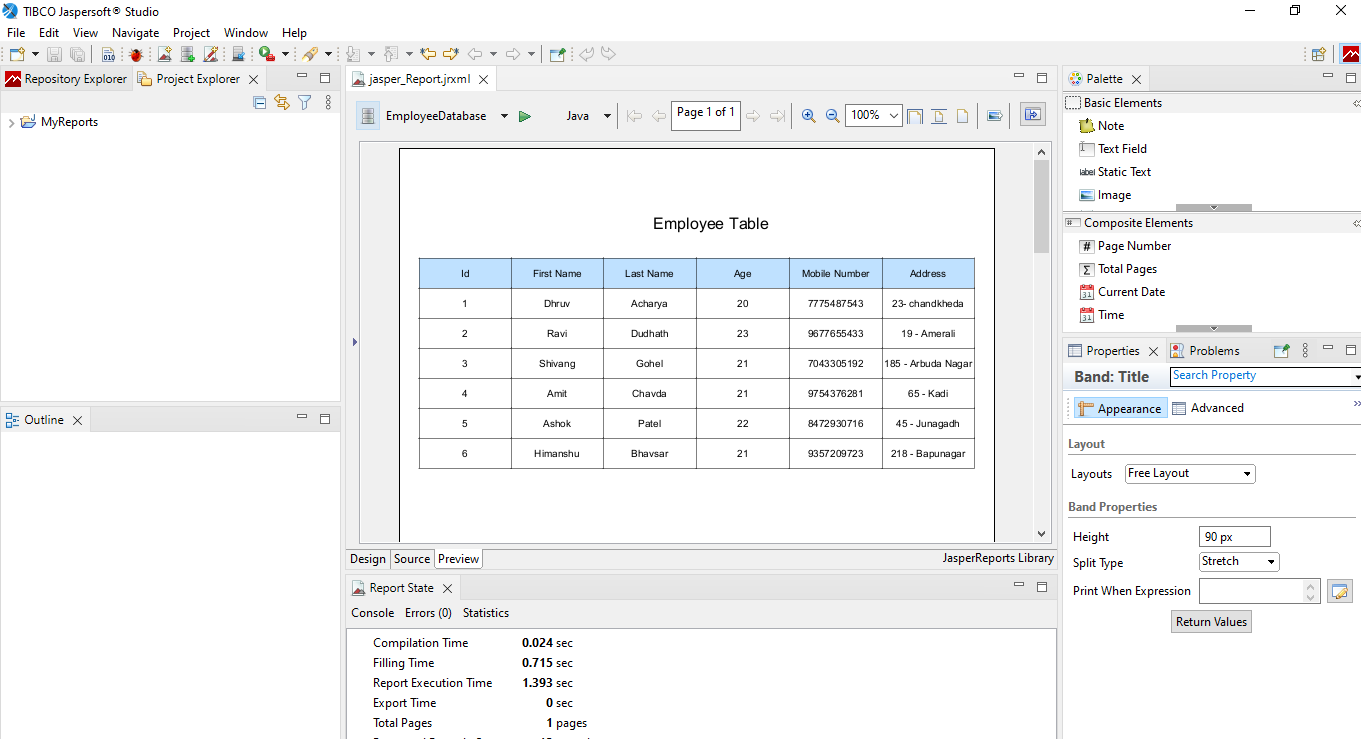 TIBCO Jaspersoft® Studio
File Edit View Navigate Project Window Help
Repository Explorer Project Explorer
MyReports
Outline
jasper_Report.jrxml
EmployeeDatabase Java Page 1 of 1 100%
Employee Table
Id First Name Last Name Age Mobile Number Address
1 Dhruv Acharya 20 7775487543 23- chandkheda
2 Ravi Dudhath 23 9677655433 19 - Amerali
3 Shivang Gohel 21 7043305192 185 - Arbuda Nagar
4 Amit Chavda 21 9754376281 65 - Kadi
5 Ashok Patel 22 8472930716 45 - Junagadh
6 Himanshu Bhavsar 21 9357209723 218 - Bapunagar
Design Source Preview JasperReports Library
Report State
Console Errors (0) Statistics
Compilation Time 0.024 sec
Filling Time 0.715 sec
Report Execution Time 1.393 sec
Export Time 0 sec
Total Pages 1 pages
Palette
Basic Elements
Note
Text Field
label Static Text
Image
Composite Elements
# Page Number
Σ Total Pages
31 Current Date
31 Time
Properties Problems
Band: Title Search Property
Appearance Advanced
Layout
Layouts Free Layout
Band Properties
Height 90 px
Split Type Stretch
Print When Expression
Return Values